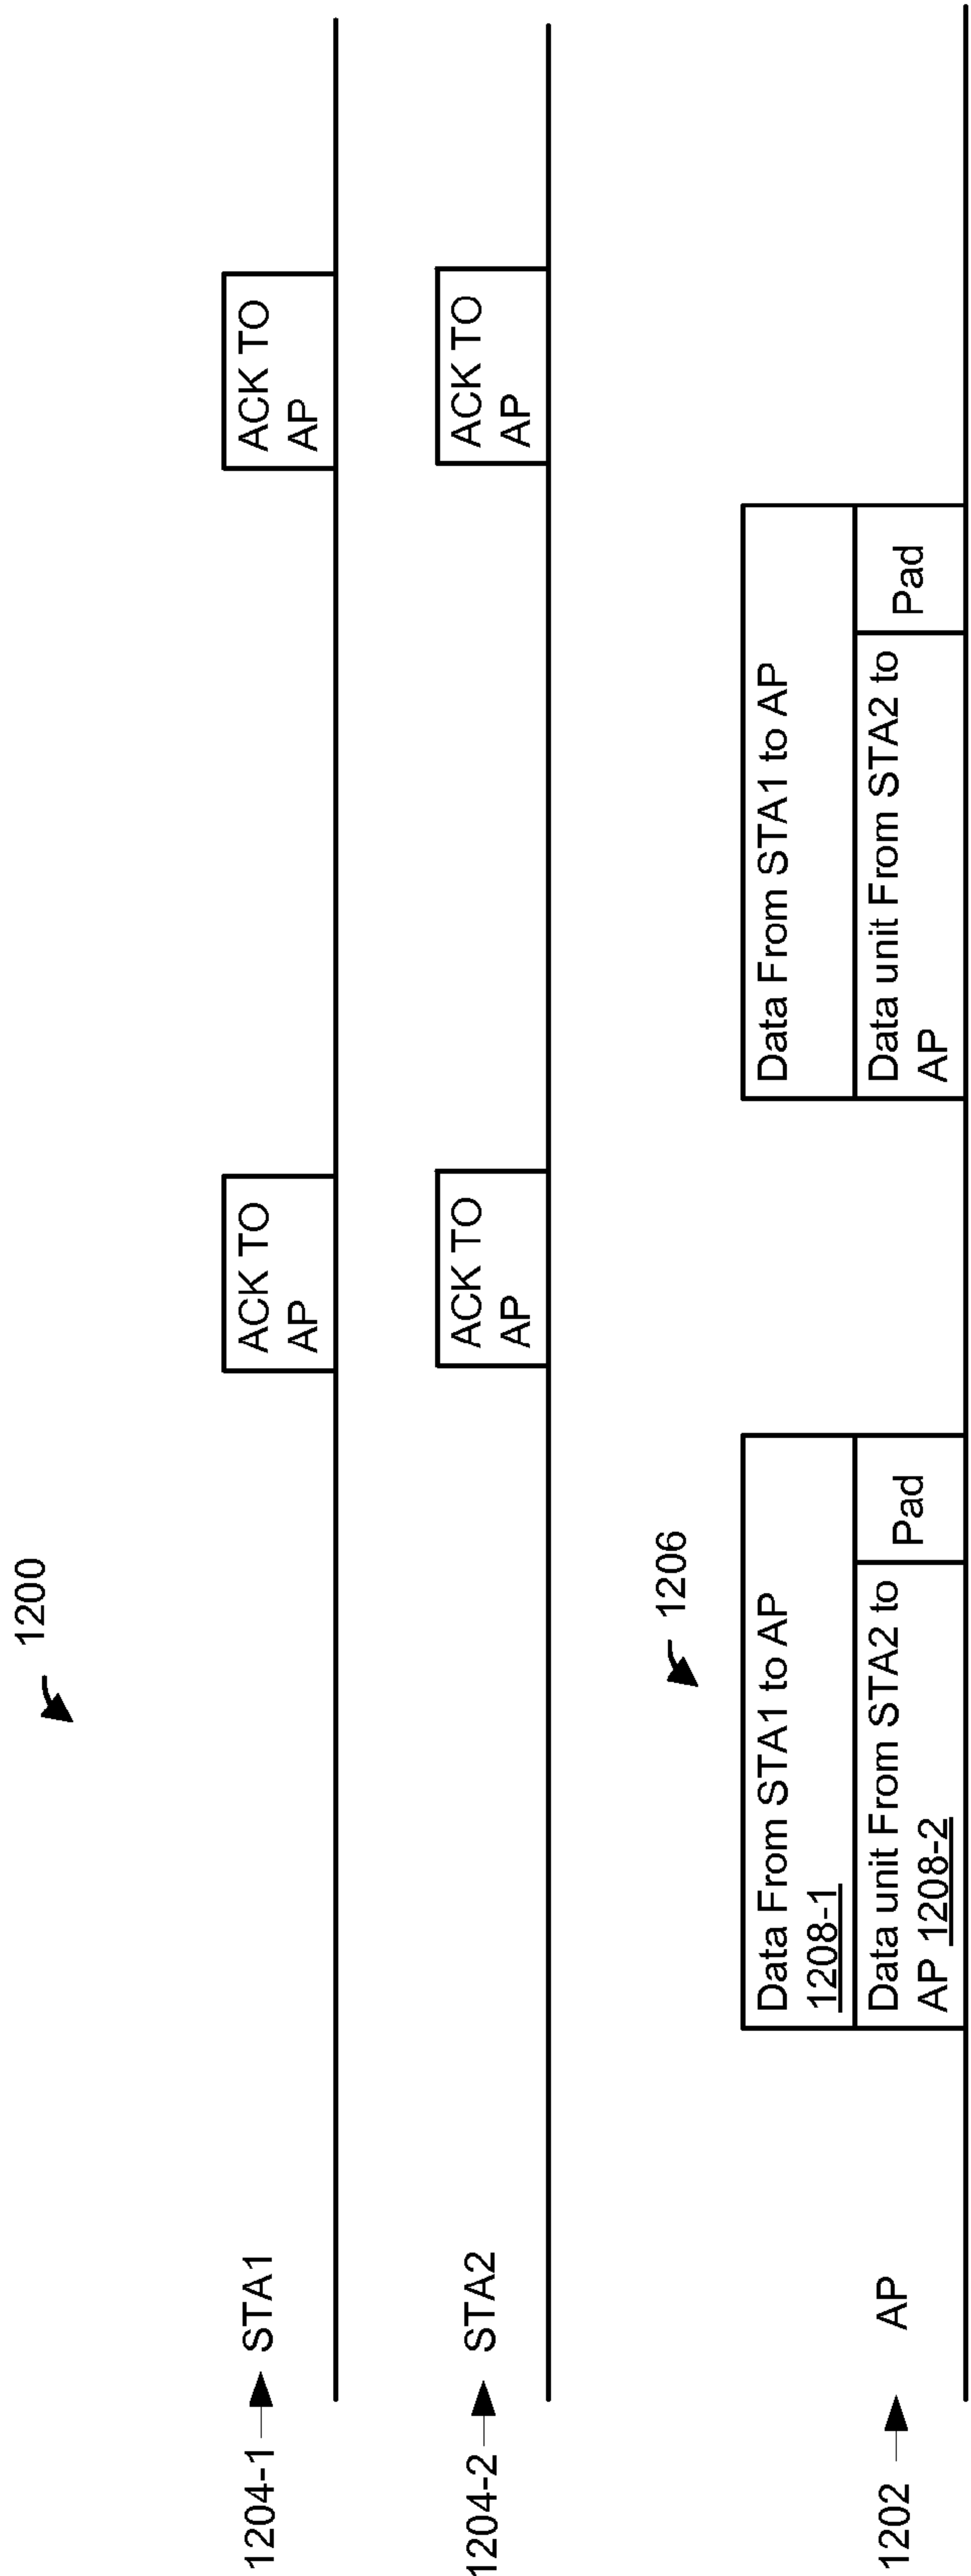 1200
1204-1 STA1
ACK TO
AP
ACK TO
AP
1204-2 STA2
ACK TO
AP
ACK TO
AP
1206
1202 AP
Data From STA1 to AP
1208-1
Data unit From STA2 to
AP 1208-2
Pad
Data From STA1 to AP
Data unit From STA2 to
AP
Pad